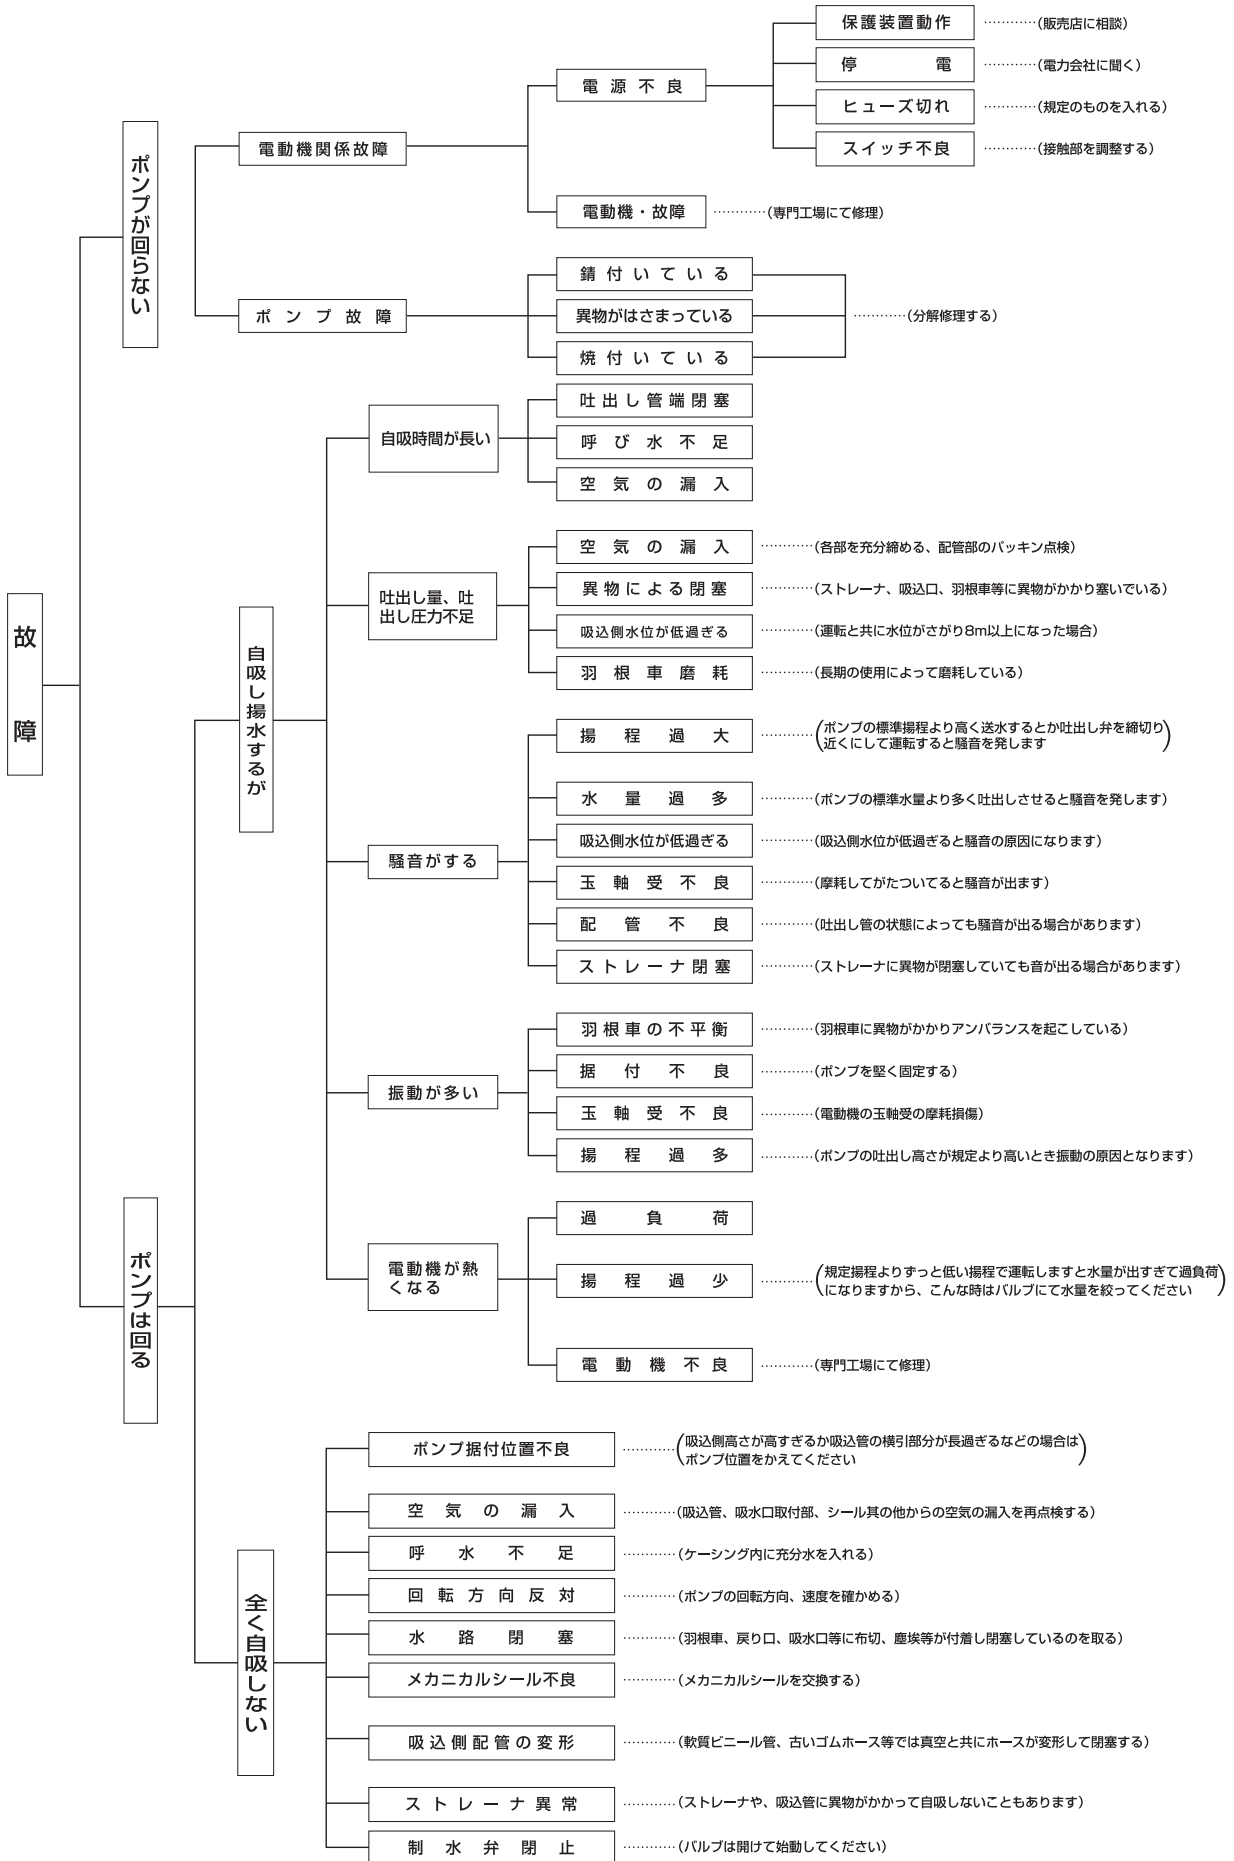 故障
ポンプが回らない
電動機関係故障
電源不良
保護装置動作 …………(販売店に相談)
停電 …………(電力会社に聞く)
ヒューズ切れ …………(規定のものを入れる)
スイッチ不良 …………(接触部を調整する)
電動機・故障 …………(専門工場にて修理)
ポンプ故障
錆付いている
異物がはさまっている
焼付いている
…………(分解修理する)
ポンプは回る
自吸し揚水するが
自吸時間が長い
吐出し管端閉塞
呼び水不足
空気の漏入
吐出し量、吐
出し圧力不足
空気の漏入 …………(各部を充分締める、配管部のパッキン点検)
異物による閉塞 …………(ストレーナ、吸込口、羽根車等に異物がかかり塞いでいる)
吸込側水位が低過ぎる …………(運転と共に水位がさがり8m以上になった場合)
羽根車磨耗 …………(長期の使用によって磨耗している)
騒音がする
揚程過大 …………(ポンプの標準揚程より高く送水するとか吐出し弁を締切り
近くにして運転すると騒音を発します)
水量過多 …………(ポンプの標準水量より多く吐出しさせると騒音を発します)
吸込側水位が低過ぎる …………(吸込側水位が低過ぎると騒音の原因になります)
玉軸受不良 …………(摩耗してがたついてると騒音が出ます)
配管不良 …………(吐出し管の状態によっても騒音が出る場合があります)
ストレーナ閉塞 …………(ストレーナに異物が閉塞していても音が出る場合があります)
振動が多い
羽根車の不平衡 …………(羽根車に異物がかかりアンバランスを起こしている)
据付不良 …………(ポンプを堅く固定する)
玉軸受不良 …………(電動機の玉軸受の摩耗損傷)
揚程過多 …………(ポンプの吐出し高さが規定より高いとき振動の原因となります)
電動機が熱
くなる
過負荷
揚程過少 …………(規定揚程よりずっと低い揚程で運転しますと水量が出すぎて過負荷
になりますから、こんな時はバルブにて水量を絞ってください)
電動機不良 …………(専門工場にて修理)
全く自吸しない
ポンプ据付位置不良 …………(吸込側高さが高すぎるか吸込管の横引部分が長過ぎるなどの場合は
ポンプ位置をかえてください)
空気の漏入 …………(吸込管、吸水口取付部、シール其の他からの空気の漏入を再点検する)
呼水不足 …………(ケーシング内に充分水を入れる)
回転方向反対 …………(ポンプの回転方向、速度を確かめる)
水路閉塞 …………(羽根車、戻り口、吸水口等に布切、塵埃等が付着し閉塞しているのを取る)
メカニカルシール不良 …………(メカニカルシールを交換する)
吸込側配管の変形 …………(軟質ビニール管、古いゴムホース等では真空と共にホースが変形して閉塞する)
ストレーナ異常 …………(ストレーナや、吸込管に異物がかかって自吸しないこともあります)
制水弁閉止 …………(バルブは開けて始動してください)